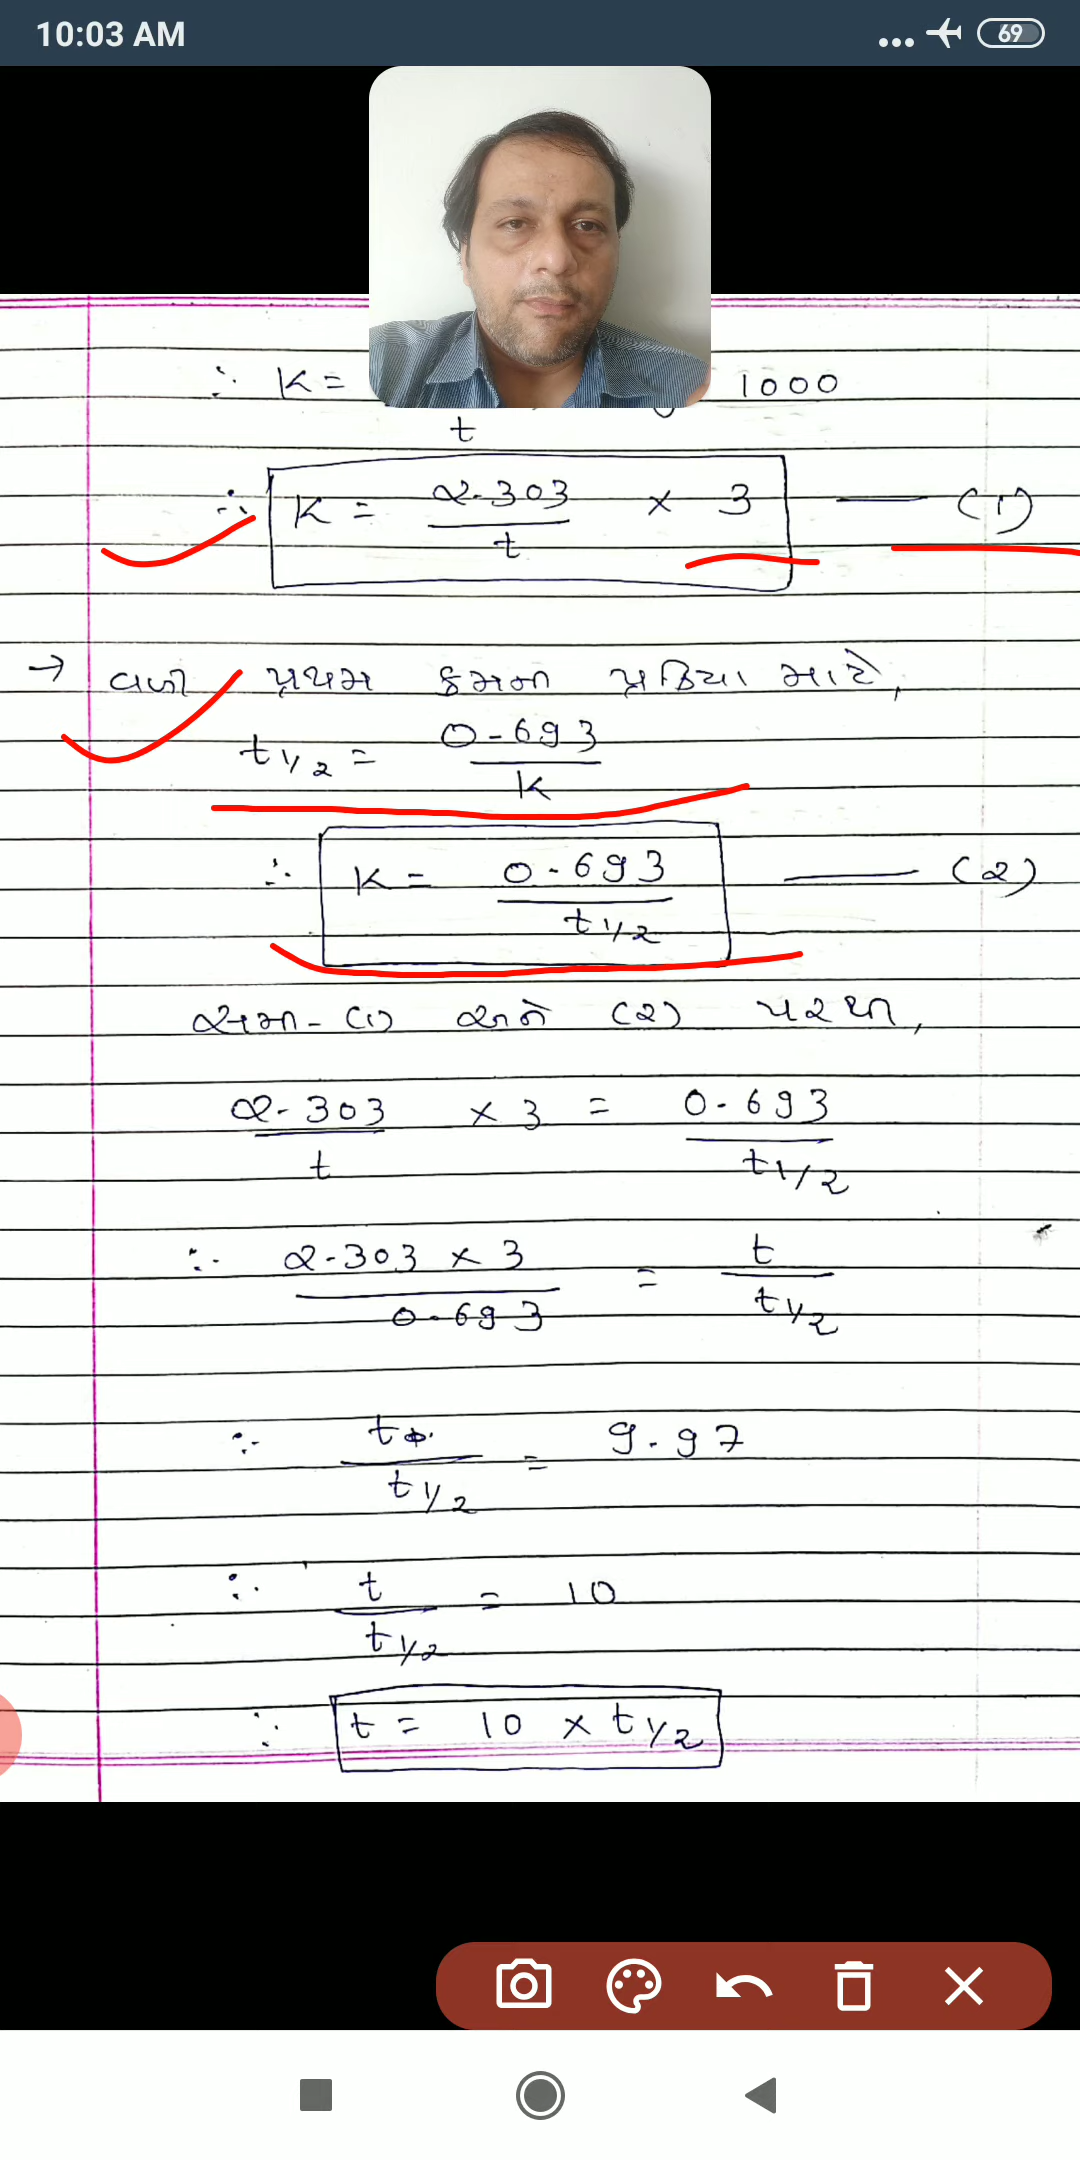 10:03 AM
69
∴ K = 1000
t
∴ K = 2.303 / t × 3 — (1)
→ વળી પ્રથમ ક્રમની પ્રક્રિયા માટે,
t1/2 = 0.693 / K
∴ K = 0.693 / t1/2 — (2)
સમી- (1) અને (2) પરથી,
2.303 / t × 3 = 0.693 / t1/2
∴ 2.303 × 3 / 0.693 = t / t1/2
∴ t / t1/2 = 9.97
∴ t / t1/2 = 10
∴ t = 10 × t1/2